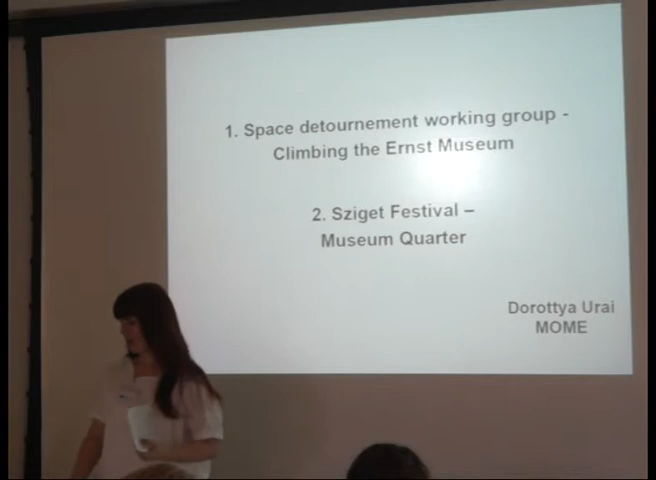 1. Space detournement working group -
Climbing the Ernst Museum
2. Sziget Festival –
Museum Quarter
Dorottya Urai
MOME